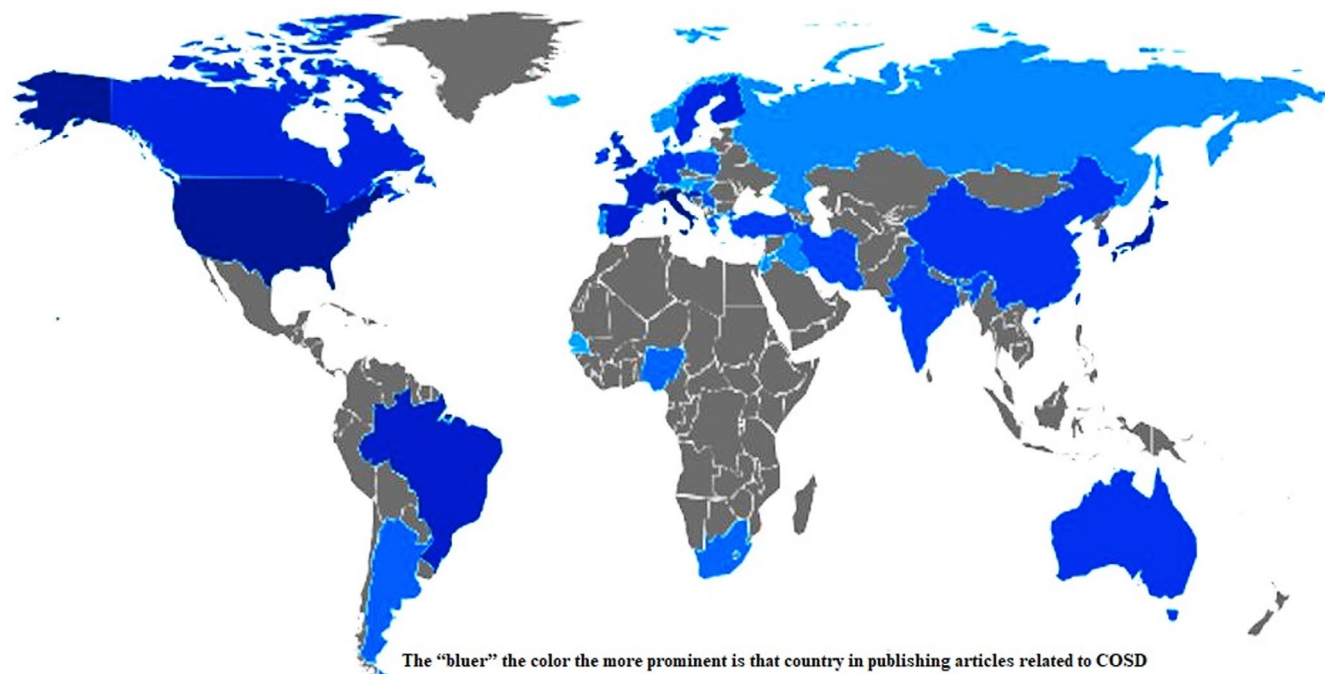 The “bluer” the color the more prominent is that country in publishing articles related to COSD